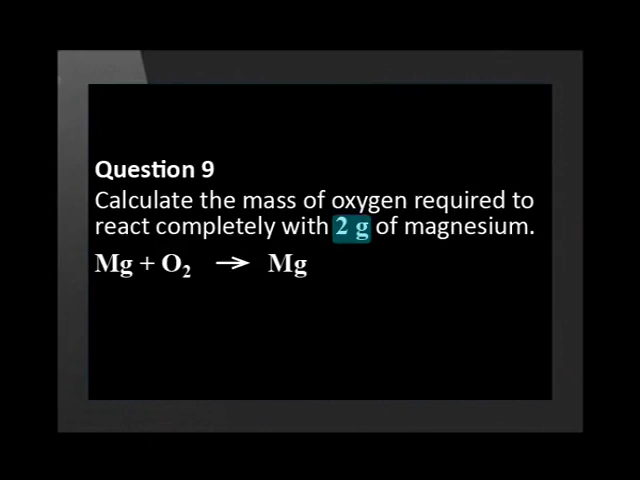 Question 9
Calculate the mass of oxygen required to
react completely with 2 g of magnesium.
Mg + O₂ → Mg